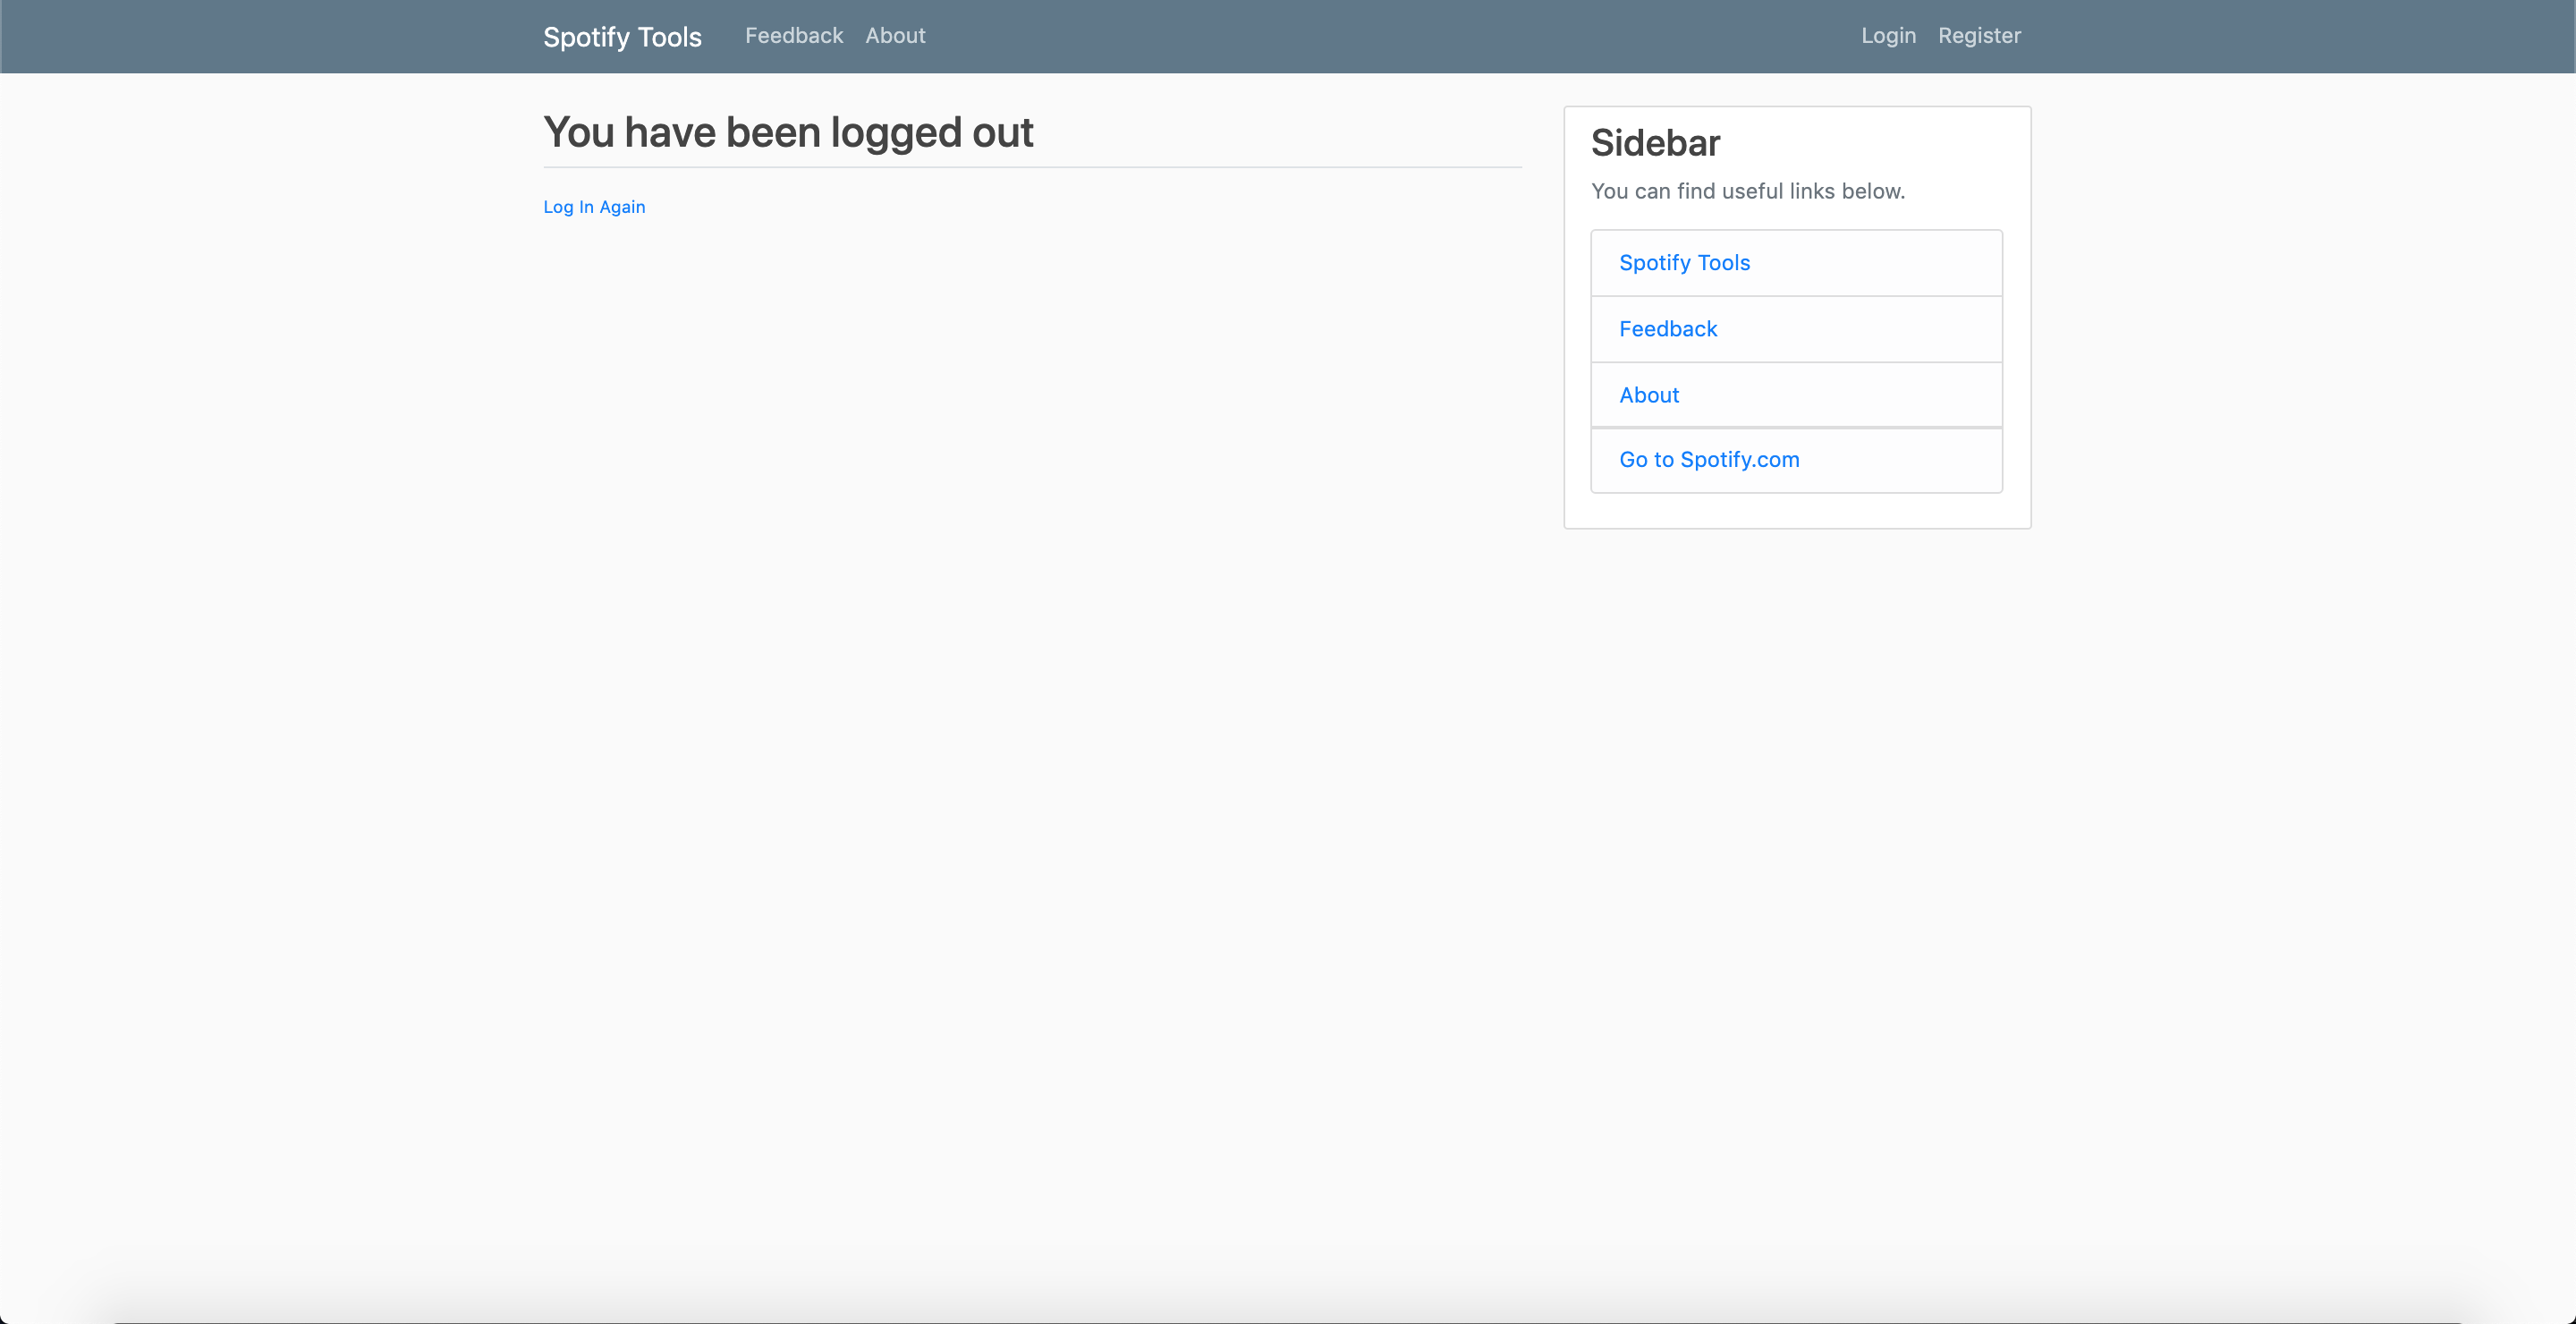 Spotify Tools Feedback About Login Register
You have been logged out
Log In Again
Sidebar
You can find useful links below.
Spotify Tools
Feedback
About
Go to Spotify.com